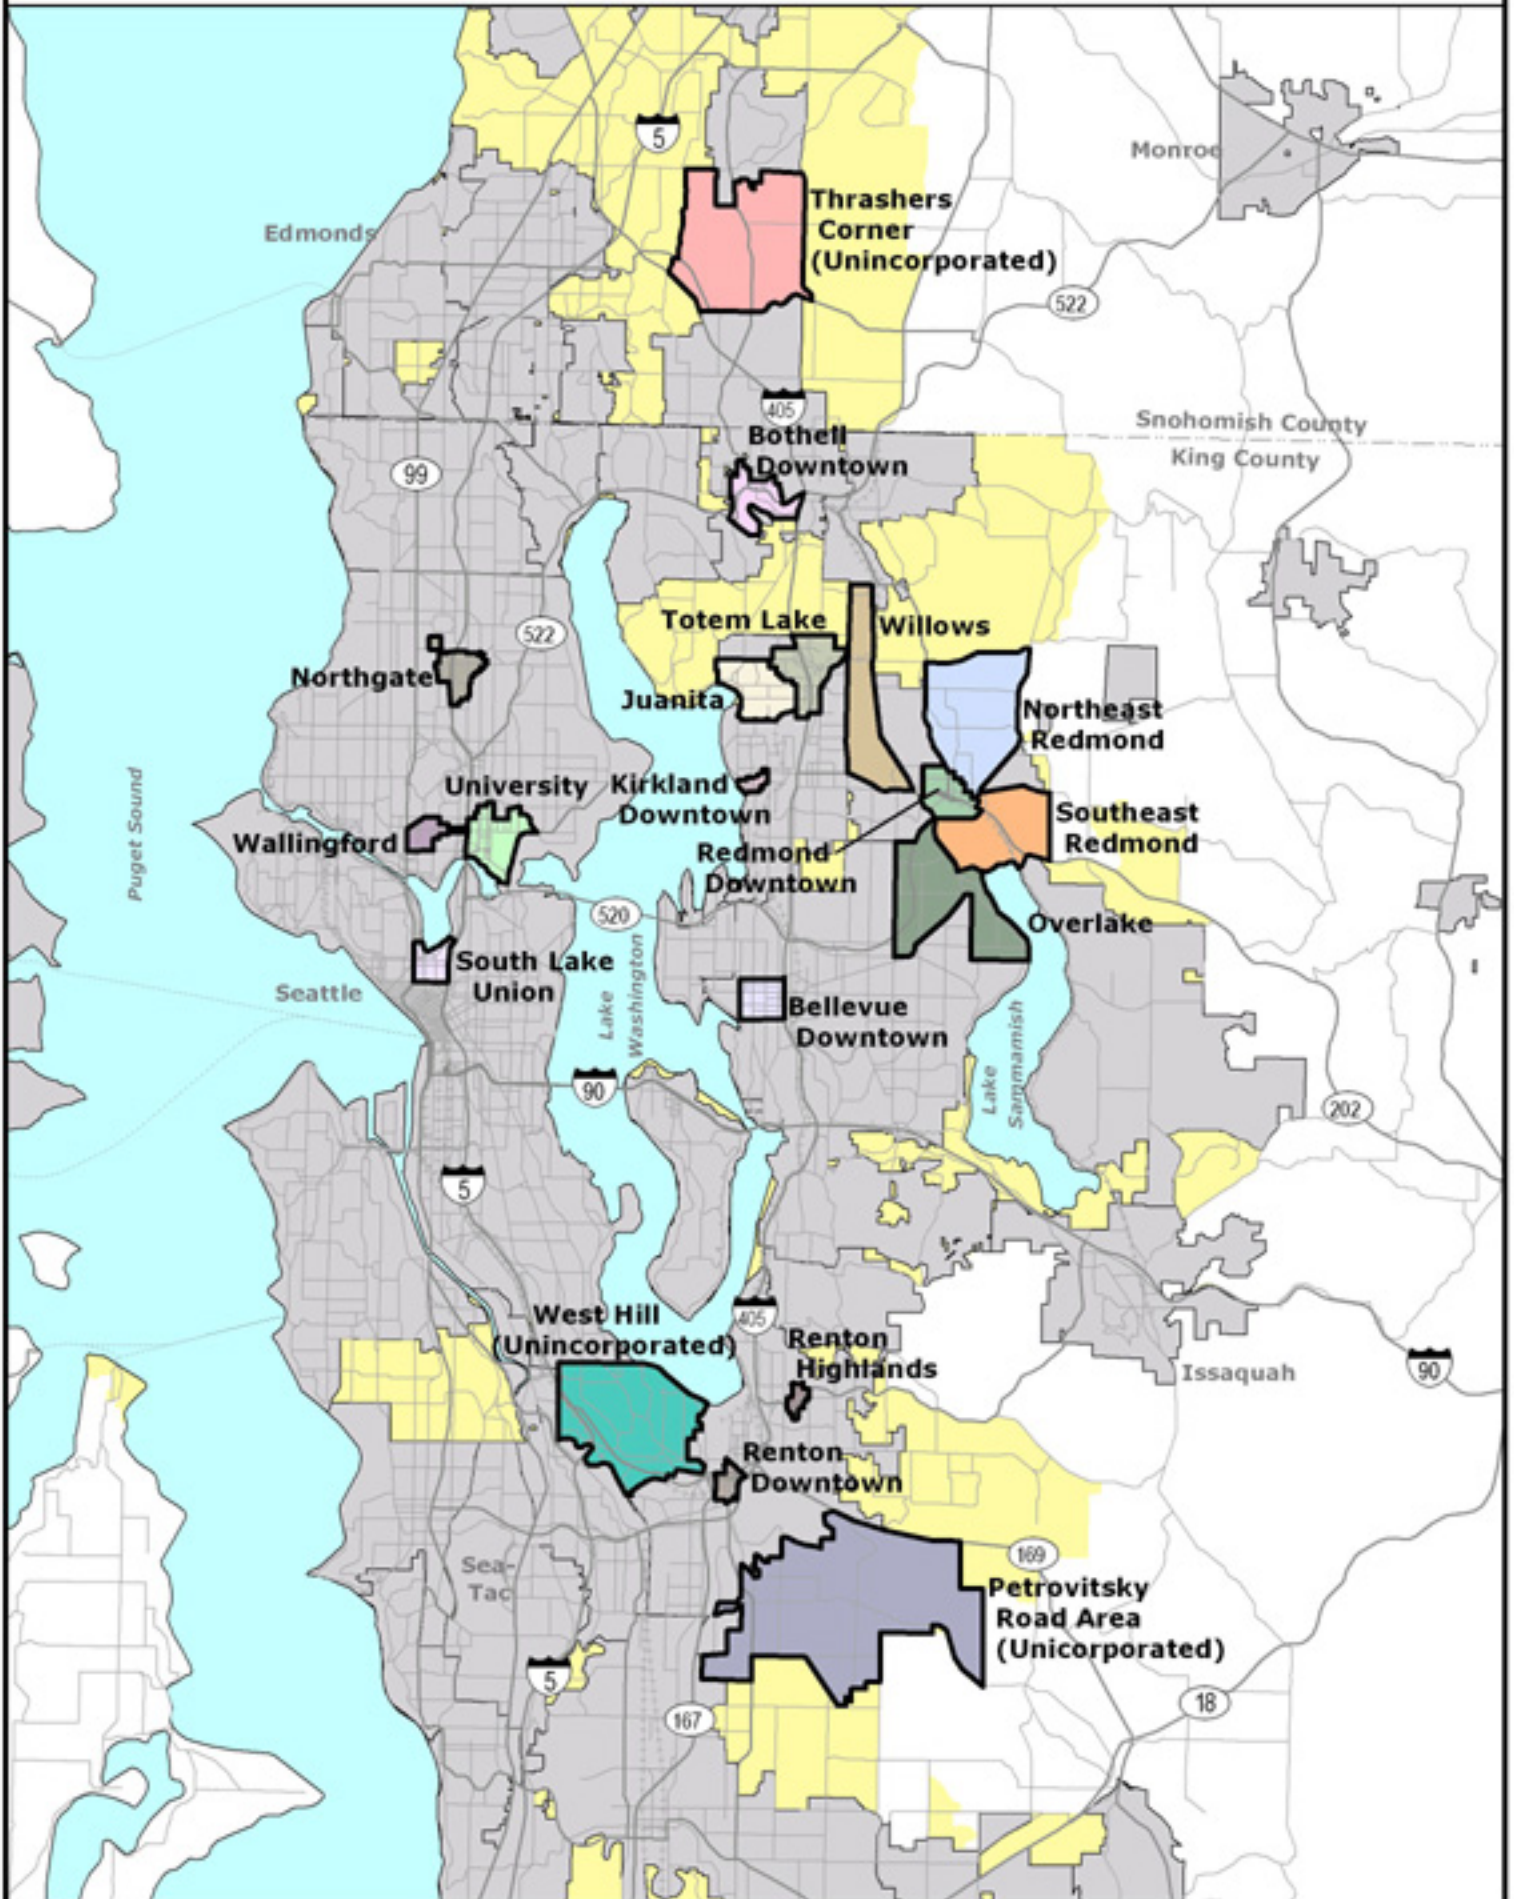 5
Monroe
Thrashers
Corner
(Unincorporated)
Edmonds
522
405
Snohomish County
King County
Bothell
Downtown
99
522
Totem Lake
Willows
Northgate
Juanita
Northeast
Redmond
University
Kirkland
Downtown
Puget Sound
Wallingford
Southeast
Redmond
Redmond
Downtown
520
Overlake
South Lake
Union
Seattle
Lake
Washington
Bellevue
Downtown
90
Lake
Sammamish
202
5
West Hill
(Unincorporated)
405
Renton
Highlands
Issaquah
90
Renton
Downtown
169
Sea-
Tac
Petrovitsky
Road Area
(Unicorporated)
5
167
18